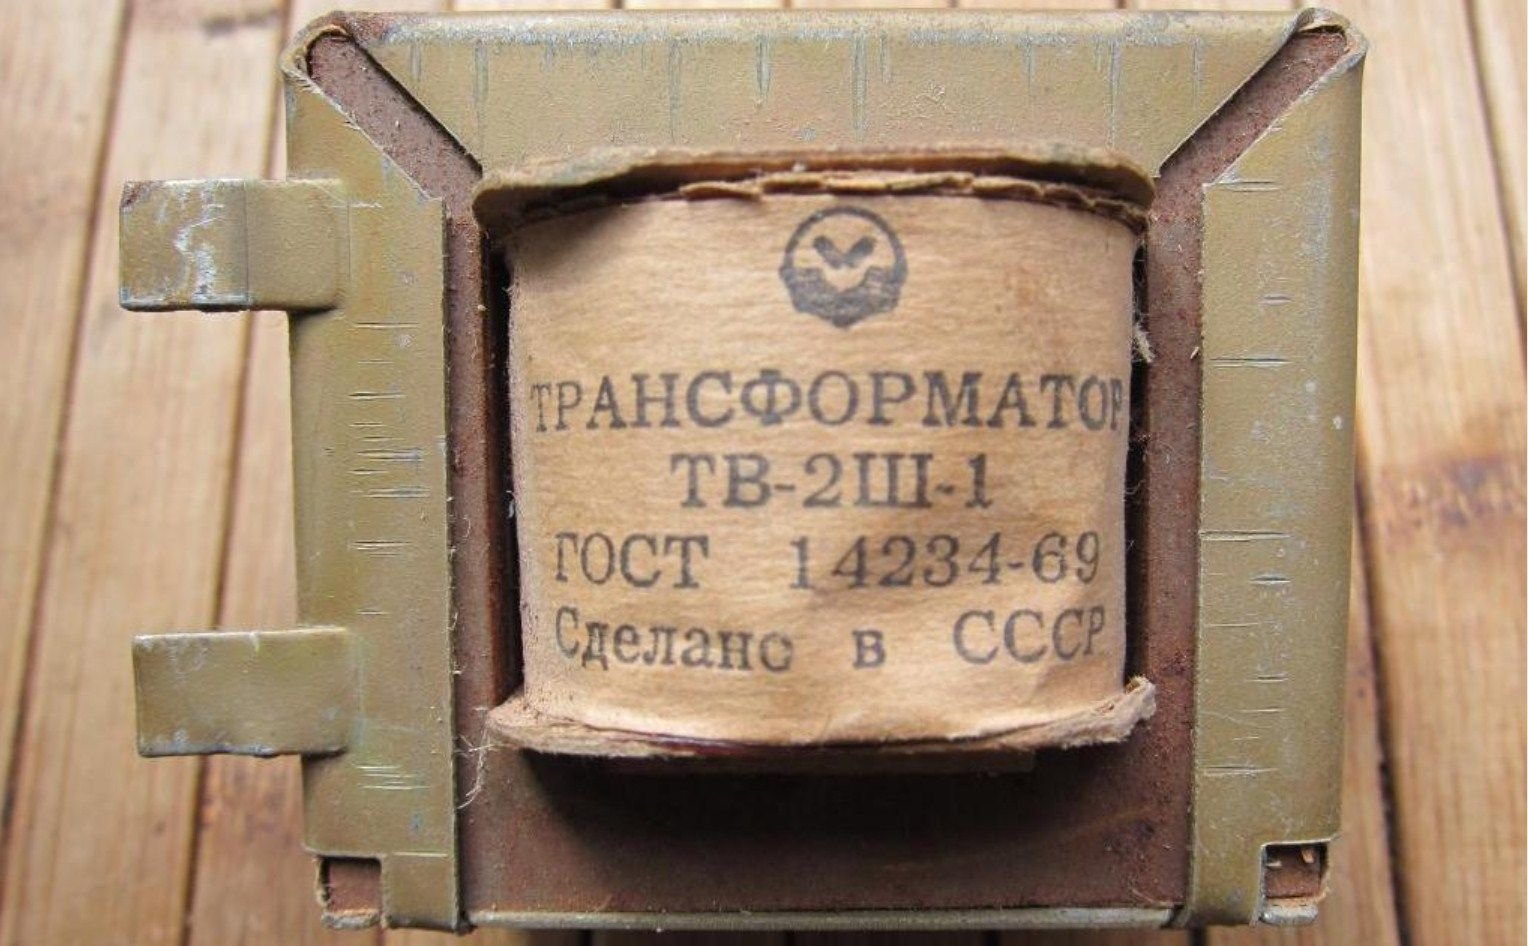 ТРАНСФОРМАТОР
ТВ-2Ш-1
ГОСТ 14234-69
Сделано в СССР